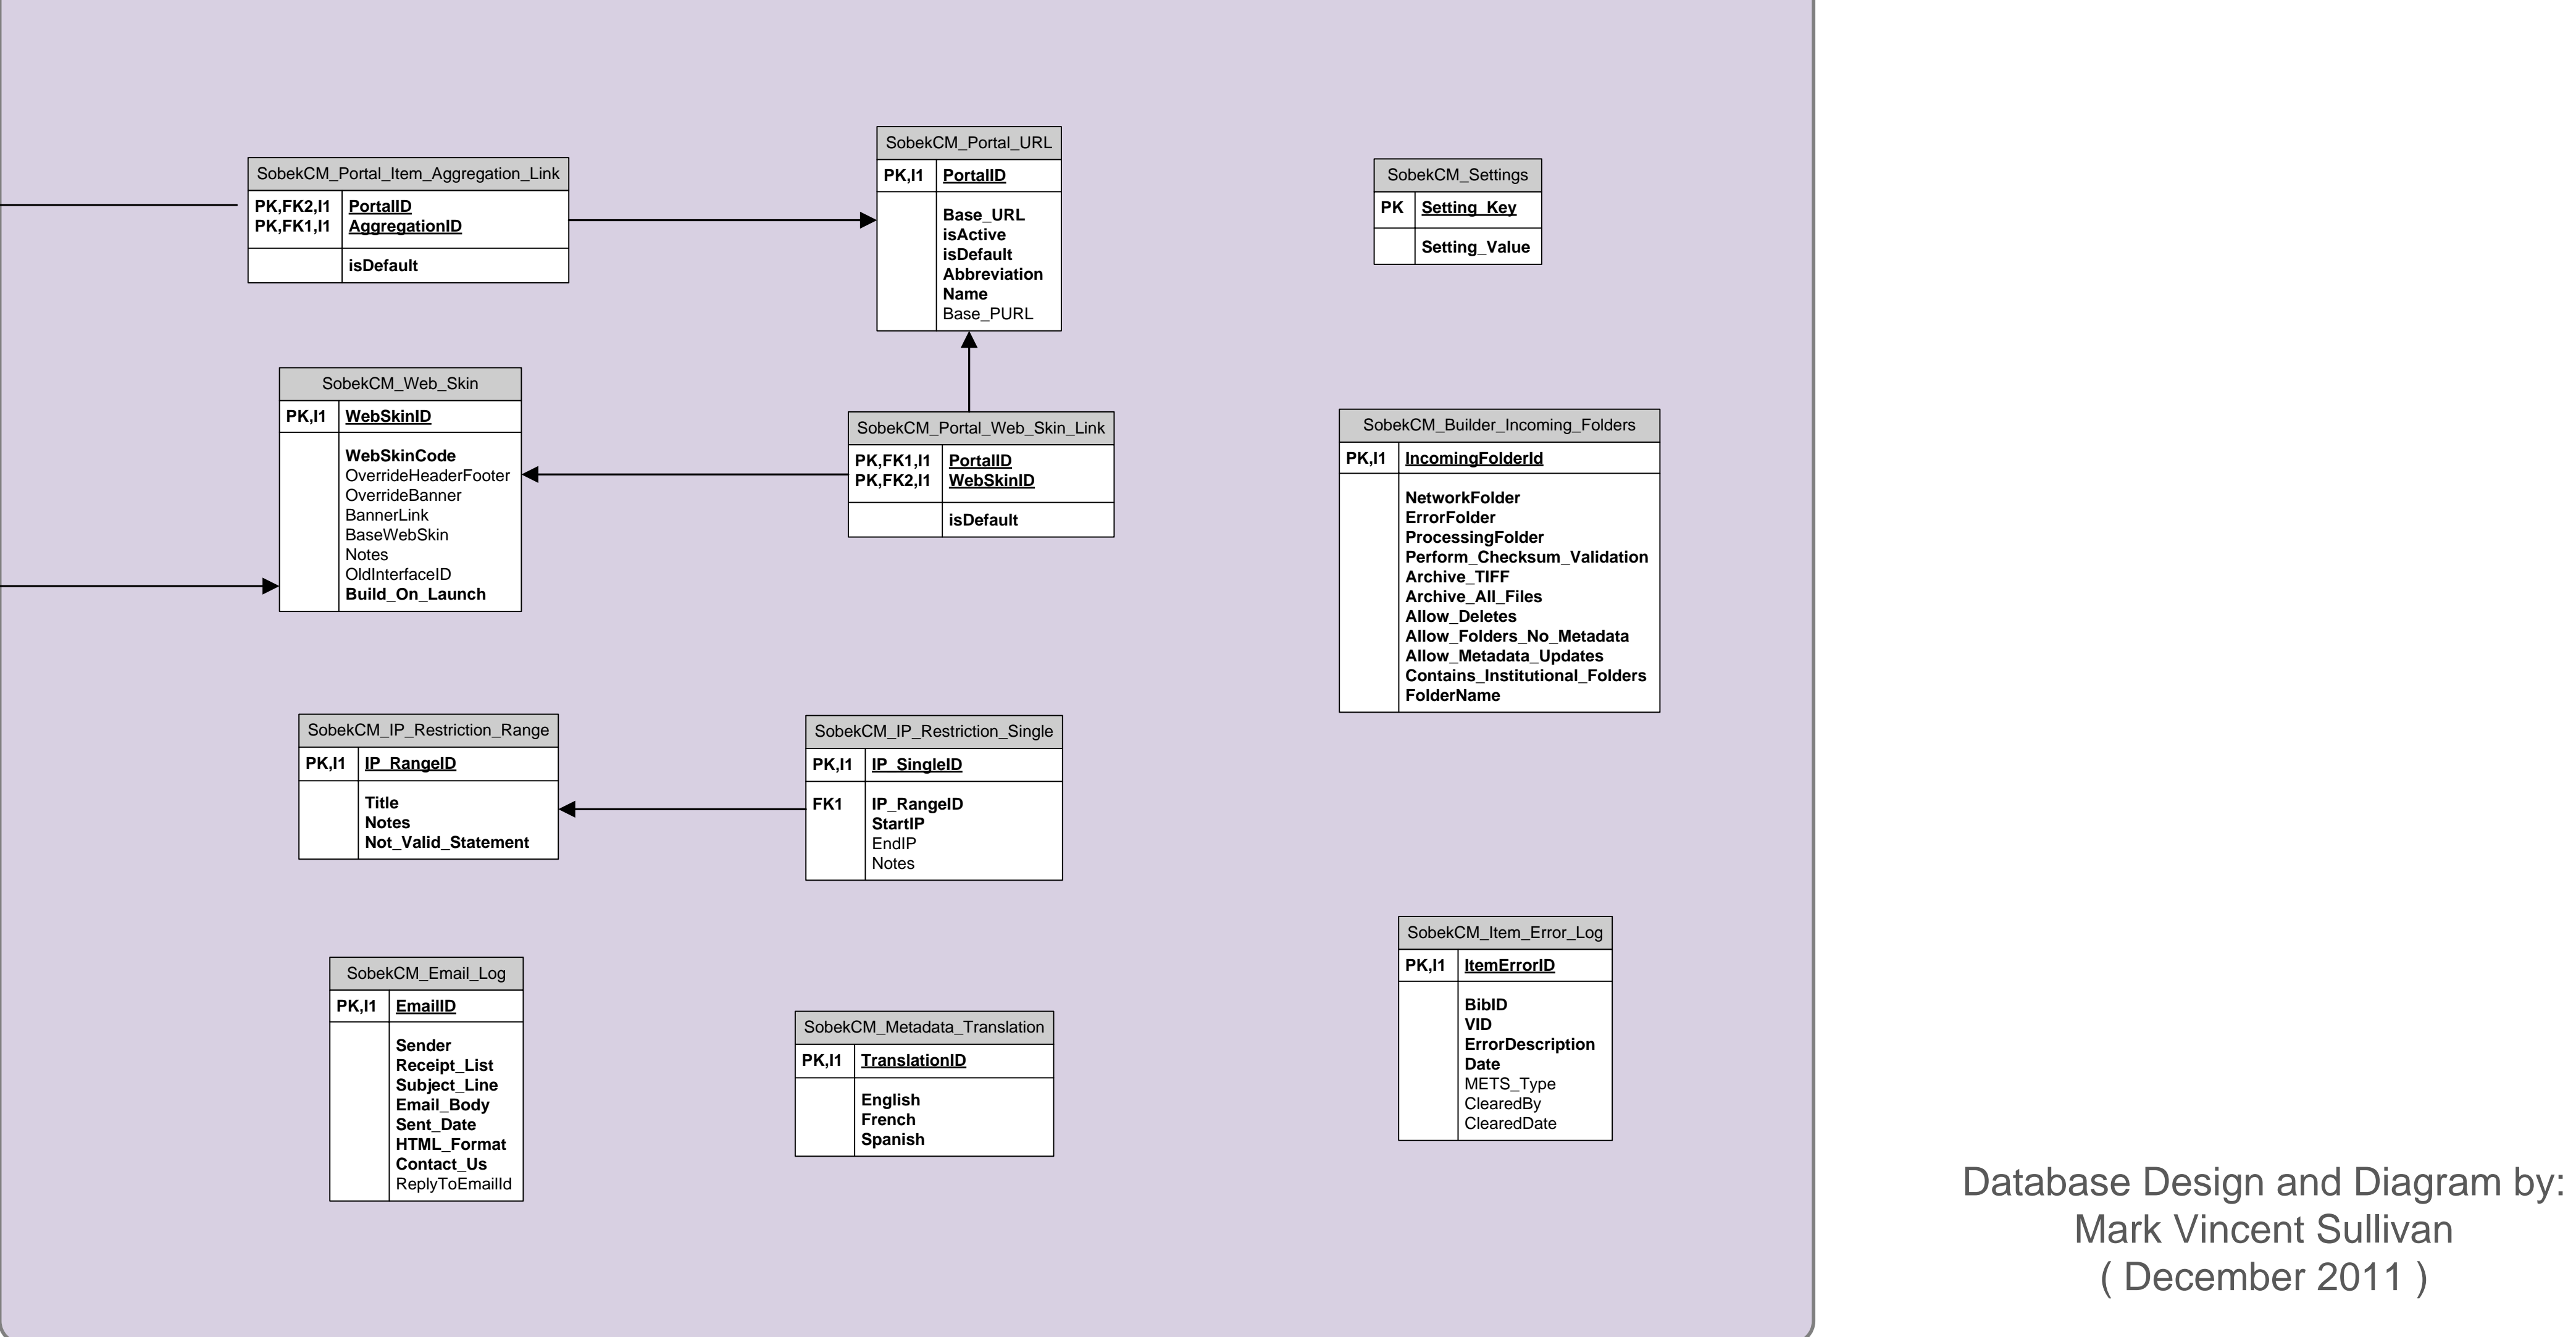 SobekCM_Portal_Item_Aggregation_Link
PK,FK2,I1 PortalID
PK,FK1,I1 AggregationID
isDefault
SobekCM_Portal_URL
PK,I1 PortalID
Base_URL
isActive
isDefault
Abbreviation
Name
Base_PURL
SobekCM_Settings
PK Setting_Key
Setting_Value
SobekCM_Web_Skin
PK,I1 WebSkinID
WebSkinCode
OverrideHeaderFooter
OverrideBanner
BannerLink
BaseWebSkin
Notes
OldInterfaceID
Build_On_Launch
SobekCM_Portal_Web_Skin_Link
PK,FK1,I1 PortalID
PK,FK2,I1 WebSkinID
isDefault
SobekCM_Builder_Incoming_Folders
PK,I1 IncomingFolderId
NetworkFolder
ErrorFolder
ProcessingFolder
Perform_Checksum_Validation
Archive_TIFF
Archive_All_Files
Allow_Deletes
Allow_Folders_No_Metadata
Allow_Metadata_Updates
Contains_Institutional_Folders
FolderName
SobekCM_IP_Restriction_Range
PK,I1 IP_RangeID
Title
Notes
Not_Valid_Statement
SobekCM_IP_Restriction_Single
PK,I1 IP_SingleID
FK1 IP_RangeID
StartIP
EndIP
Notes
SobekCM_Email_Log
PK,I1 EmailID
Sender
Receipt_List
Subject_Line
Email_Body
Sent_Date
HTML_Format
Contact_Us
ReplyToEmailId
SobekCM_Metadata_Translation
PK,I1 TranslationID
English
French
Spanish
SobekCM_Item_Error_Log
PK,I1 ItemErrorID
BibID
VID
ErrorDescription
Date
METS_Type
ClearedBy
ClearedDate
Database Design and Diagram by:
Mark Vincent Sullivan
( December 2011 )